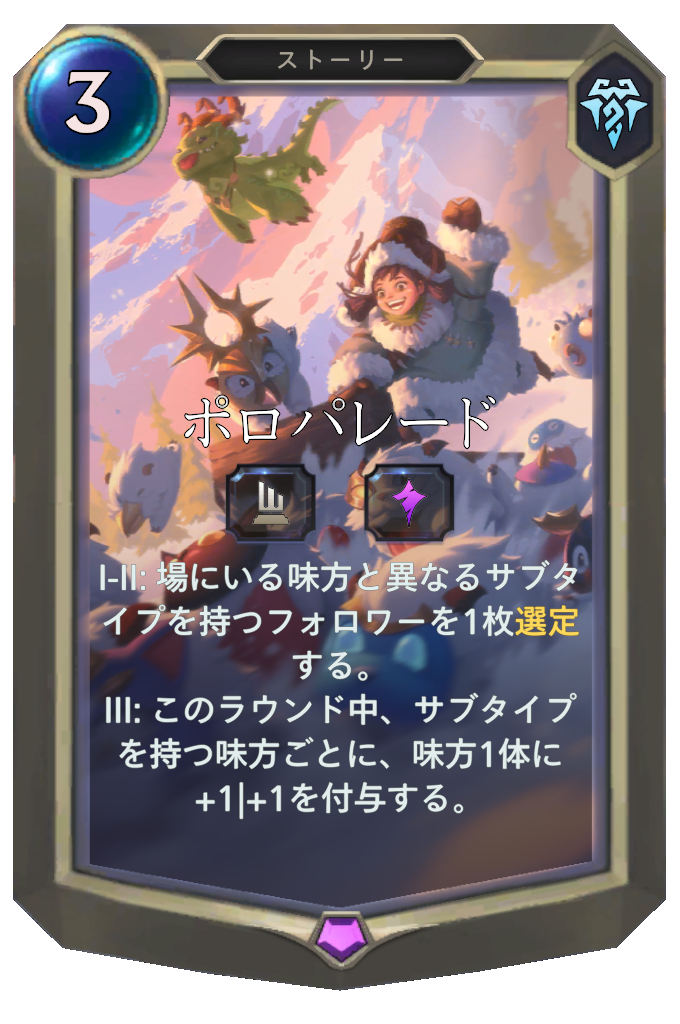 3
ストーリー
ポロパレード
I-II: 場にいる味方と異なるサブタ
イプを持つフォロワーを1枚選定
する。
III: このラウンド中、サブタイプ
を持つ味方ごとに、味方1体に
+1|+1を付与する。